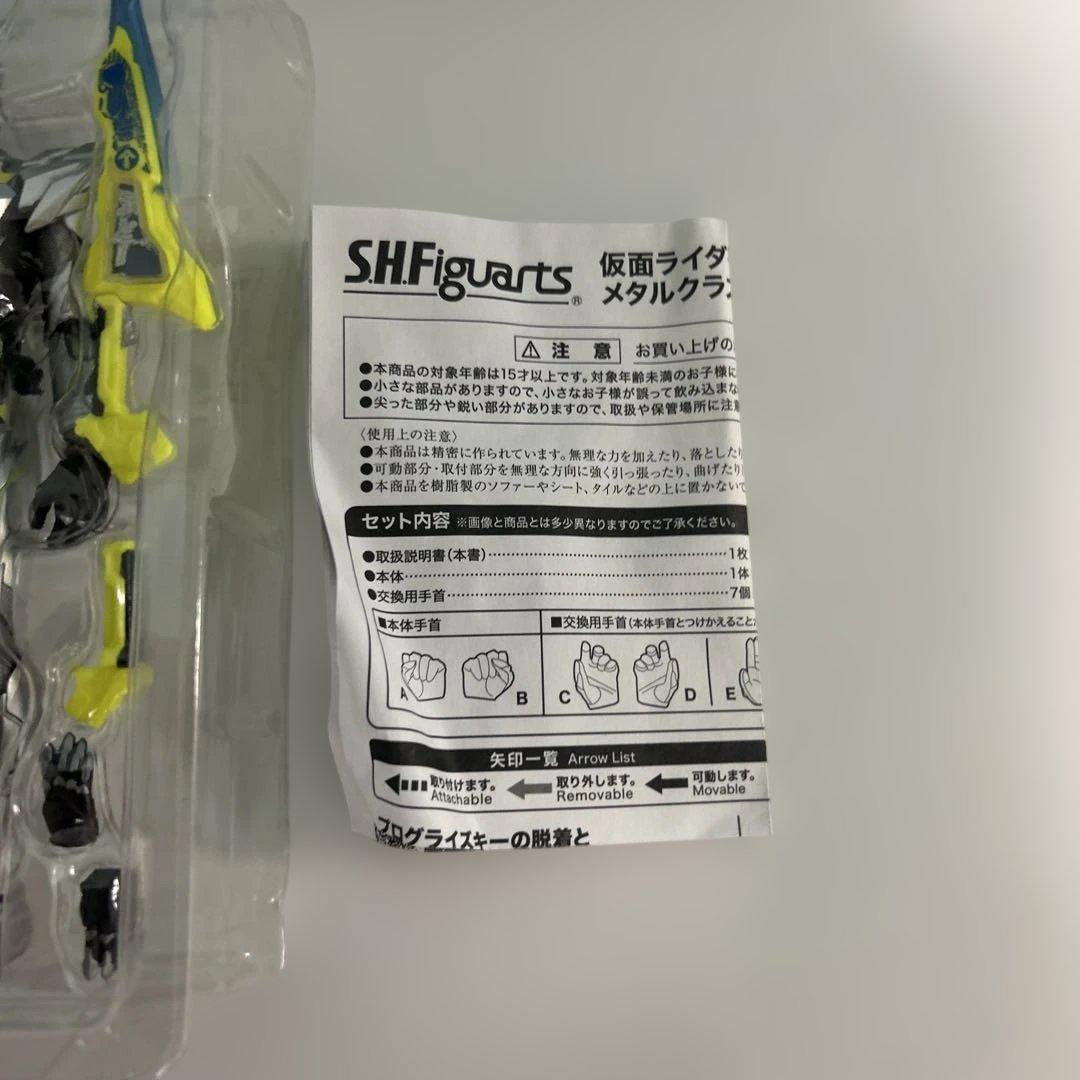 S.H.Figuarts®
仮面ライダ
メタルクラ
⚠注 意 お買い上げの
●本商品の対象年齢は15才以上です。対象年齢未満のお子様に
●小さな部品がありますので、小さなお子様が誤って飲み込まな
●尖った部分や鋭い部分がありますので、取扱や保管場所に注意
〈使用上の注意〉
●本商品は精密に作られています。無理な力を加えたり、落としたり
●可動部分・取付部分を無理な方向に強く引っ張ったり、曲げたり
●本商品を樹脂製のソファーやシート、タイルなどの上に置かないで
セット内容 ※画像と商品とは多少異なりますのでご了承ください。
●取扱説明書(本書)……1枚
●本体……1体
●交換用手首……7個
■本体手首
■交換用手首(本体手首とつけかえること
A B C D E
矢印一覧 Arrow List
取り付けます。 取り外します。 可動します。
Attachable Removable Movable
プログライズキーの脱着と